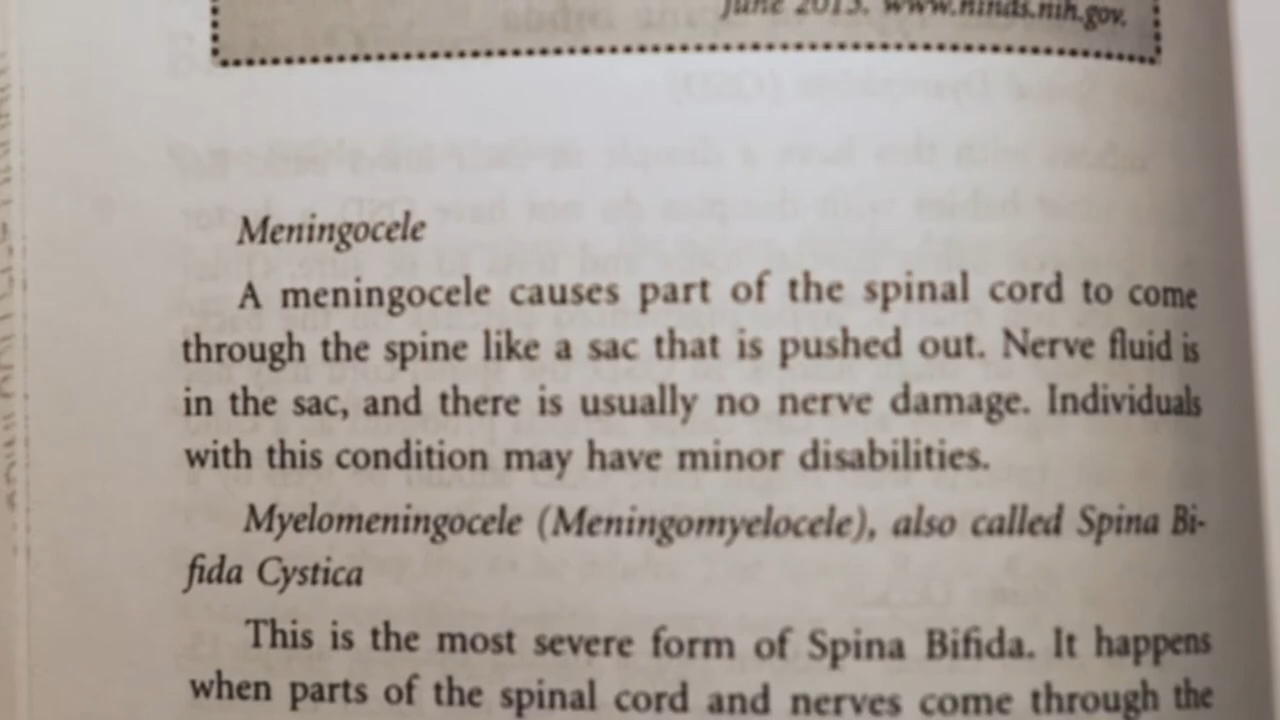 June 2013. www.ninds.nih.gov.
Meningocele
A meningocele causes part of the spinal cord to come
through the spine like a sac that is pushed out. Nerve fluid is
in the sac, and there is usually no nerve damage. Individuals
with this condition may have minor disabilities.
Myelomeningocele (Meningomyelocele), also called Spina Bi-
fida Cystica
This is the most severe form of Spina Bifida. It happens
when parts of the spinal cord and nerves come through the